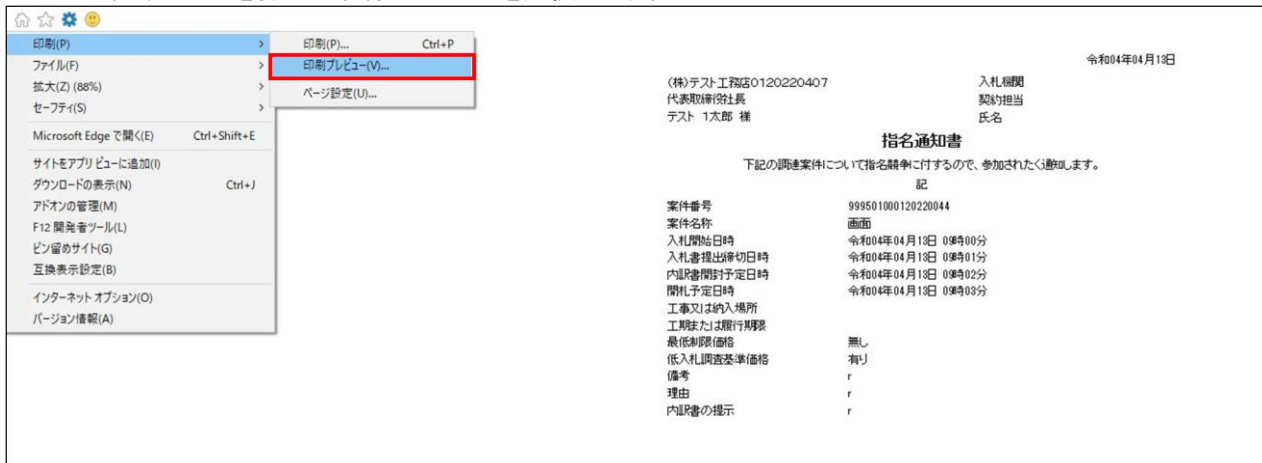 印刷(P) >
ファイル(F) >
拡大(Z) (88%) >
セーフティ(S) >
Microsoft Edge で開く(E) Ctrl+Shift+E
サイトをアプリ ビューに追加(I)
ダウンロードの表示(N) Ctrl+J
アドオンの管理(M)
F12 開発者ツール(L)
ピン留めサイト(G)
互換表示設定(B)
インターネット オプション(O)
バージョン情報(A)
印刷(P)... Ctrl+P
印刷プレビュー(V)...
ページ設定(U)...
令和04年04月13日
(株)テスト工務店0120220407 入札機関
代表取締役社長 契約担当
テスト 1太郎 様 氏名
指名通知書
下記の調達案件について指名競争に付するので、参加されたく通知します。
記
案件番号 999501000120220044
案件名称 画面
入札開始日時 令和04年04月13日 09時00分
入札書提出締切日時 令和04年04月13日 09時01分
内訳書開封予定日時 令和04年04月13日 09時02分
開札予定日時 令和04年04月13日 09時03分
工事又は納入場所
工期または履行期限
最低制限価格 無し
低入札調査基準価格 有り
備考 r
理由 r
内訳書の提示 r